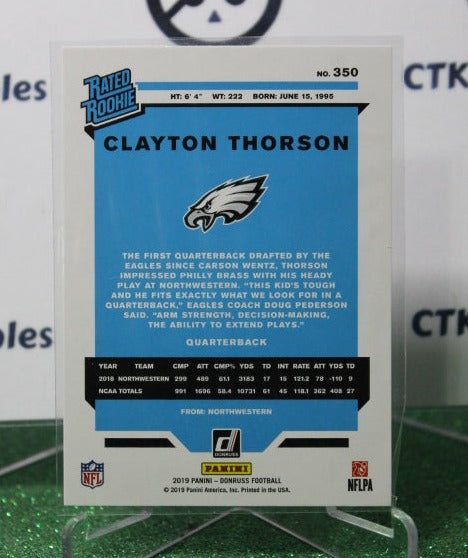 RATED
ROOKIE
NO. 350
HT: 6' 4" WT: 222 BORN: JUNE 15, 1995
CTK
bles
CLAYTON THORSON
THE FIRST QUARTERBACK DRAFTED BY THE
EAGLES SINCE CARSON WENTZ, THORSON
IMPRESSED PHILLY BRASS WITH HIS HEADY
PLAY AT NORTHWESTERN. "THIS KID'S TOUGH
AND HE FITS EXACTLY WHAT WE LOOK FOR IN A
QUARTERBACK," EAGLES COACH DOUG PEDERSON
SAID. "ARM STRENGTH, DECISION-MAKING,
THE ABILITY TO EXTEND PLAYS."
QUARTERBACK
CTK
bles
YEAR TEAM CMP ATT CMP% YDS TD INT RATE ATT YDS TD
2018 NORTHWESTERN 299 489 61.1 3183 17 15 121.2 78 -110 9
NCAA TOTALS 991 1696 58.4 10731 61 45 118.1 362 408 27
FROM: NORTHWESTERN
DONRUSS
PANINI
NFL
2019 PANINI – DONRUSS FOOTBALL
© 2019 Panini America, Inc. Printed in the USA.
NFLPA